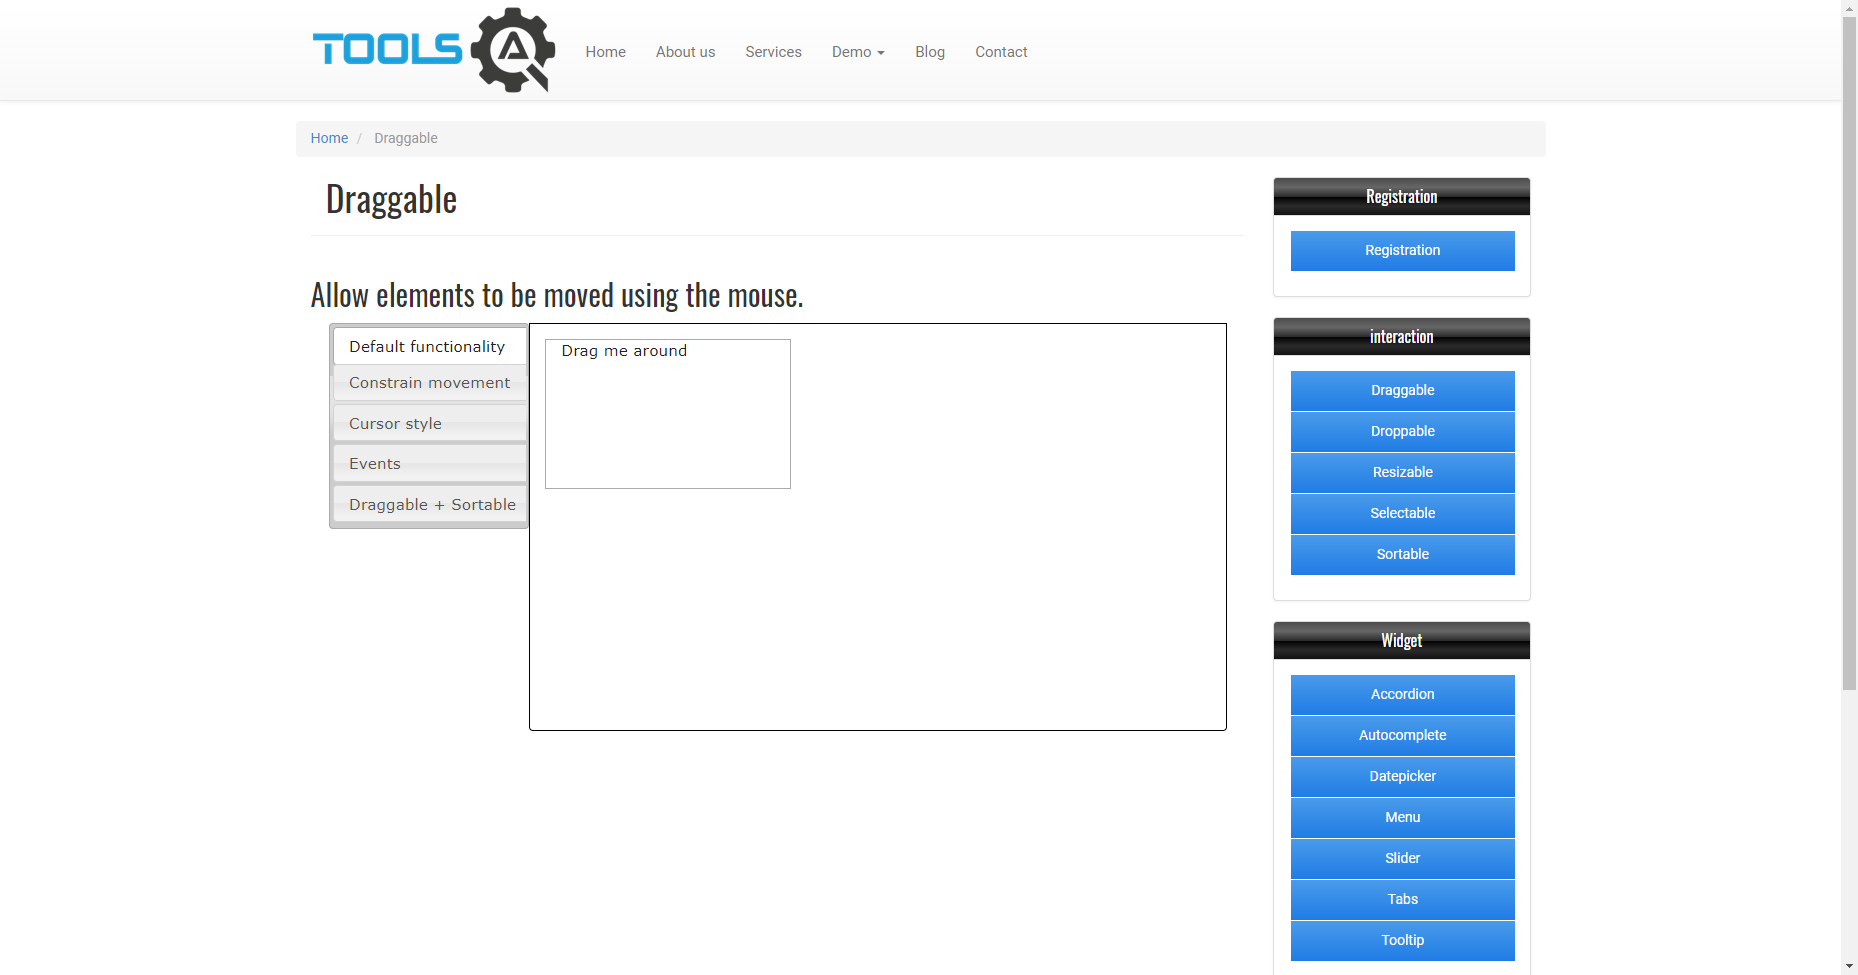 TOOLS QA
Home About us Services Demo Blog Contact
Home / Draggable
Draggable
Allow elements to be moved using the mouse.
Default functionality
Constrain movement
Cursor style
Events
Draggable + Sortable
Drag me around
Registration
Registration
interaction
Draggable
Droppable
Resizable
Selectable
Sortable
Widget
Accordion
Autocomplete
Datepicker
Menu
Slider
Tabs
Tooltip